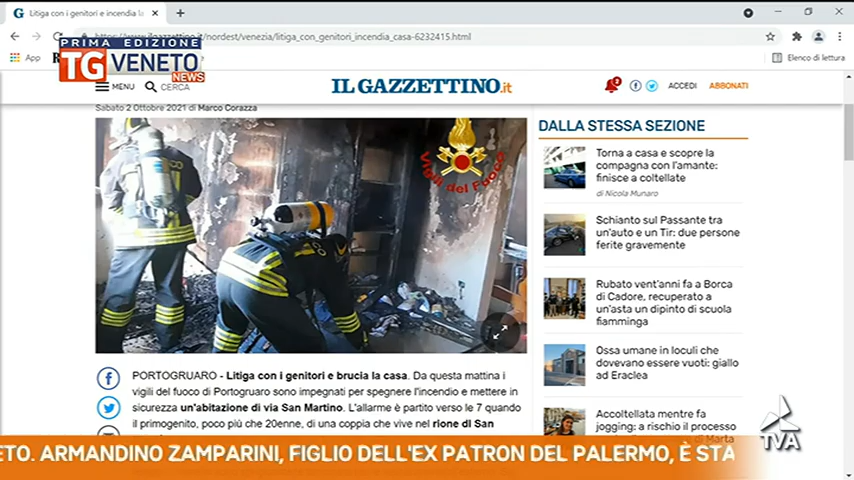 Litiga con i genitori e incendia l
https://www.ilgazzettino.it/nordest/venezia/litiga_con_genitori_incendia_casa-6232415.html
App
Elenco di lettura
PRIMA EDIZIONE
TG VENETO
NEWS
MENU
CERCA
IL GAZZETTINO.it
2
ACCEDI
ABBONATI
Sabato 2 Ottobre 2021 di Marco Corazza
Vigili del Fuoco
DALLA STESSA SEZIONE
Torna a casa e scopre la
compagna con l'amante:
finisce a coltellate
di Nicola Munaro
Schianto sul Passante tra
un'auto e un Tir: due persone
ferite gravemente
Rubato vent'anni fa a Borca
di Cadore, recuperato a
un'asta un dipinto di scuola
fiamminga
Ossa umane in loculi che
dovevano essere vuoti: giallo
ad Eraclea
Accoltellata mentre fa
jogging: a rischio il processo
di Marta
PORTOGRUARO - Litiga con i genitori e brucia la casa. Da questa mattina i
vigili del fuoco di Portogruaro sono impegnati per spegnere l'incendio e mettere in
sicurezza un'abitazione di via San Martino. L'allarme è partito verso le 7 quando
il primogenito, poco più che 20enne, di una coppia che vive nel rione di San
TVA
ETO. ARMANDINO ZAMPARINI, FIGLIO DELL'EX PATRON DEL PALERMO, È STA